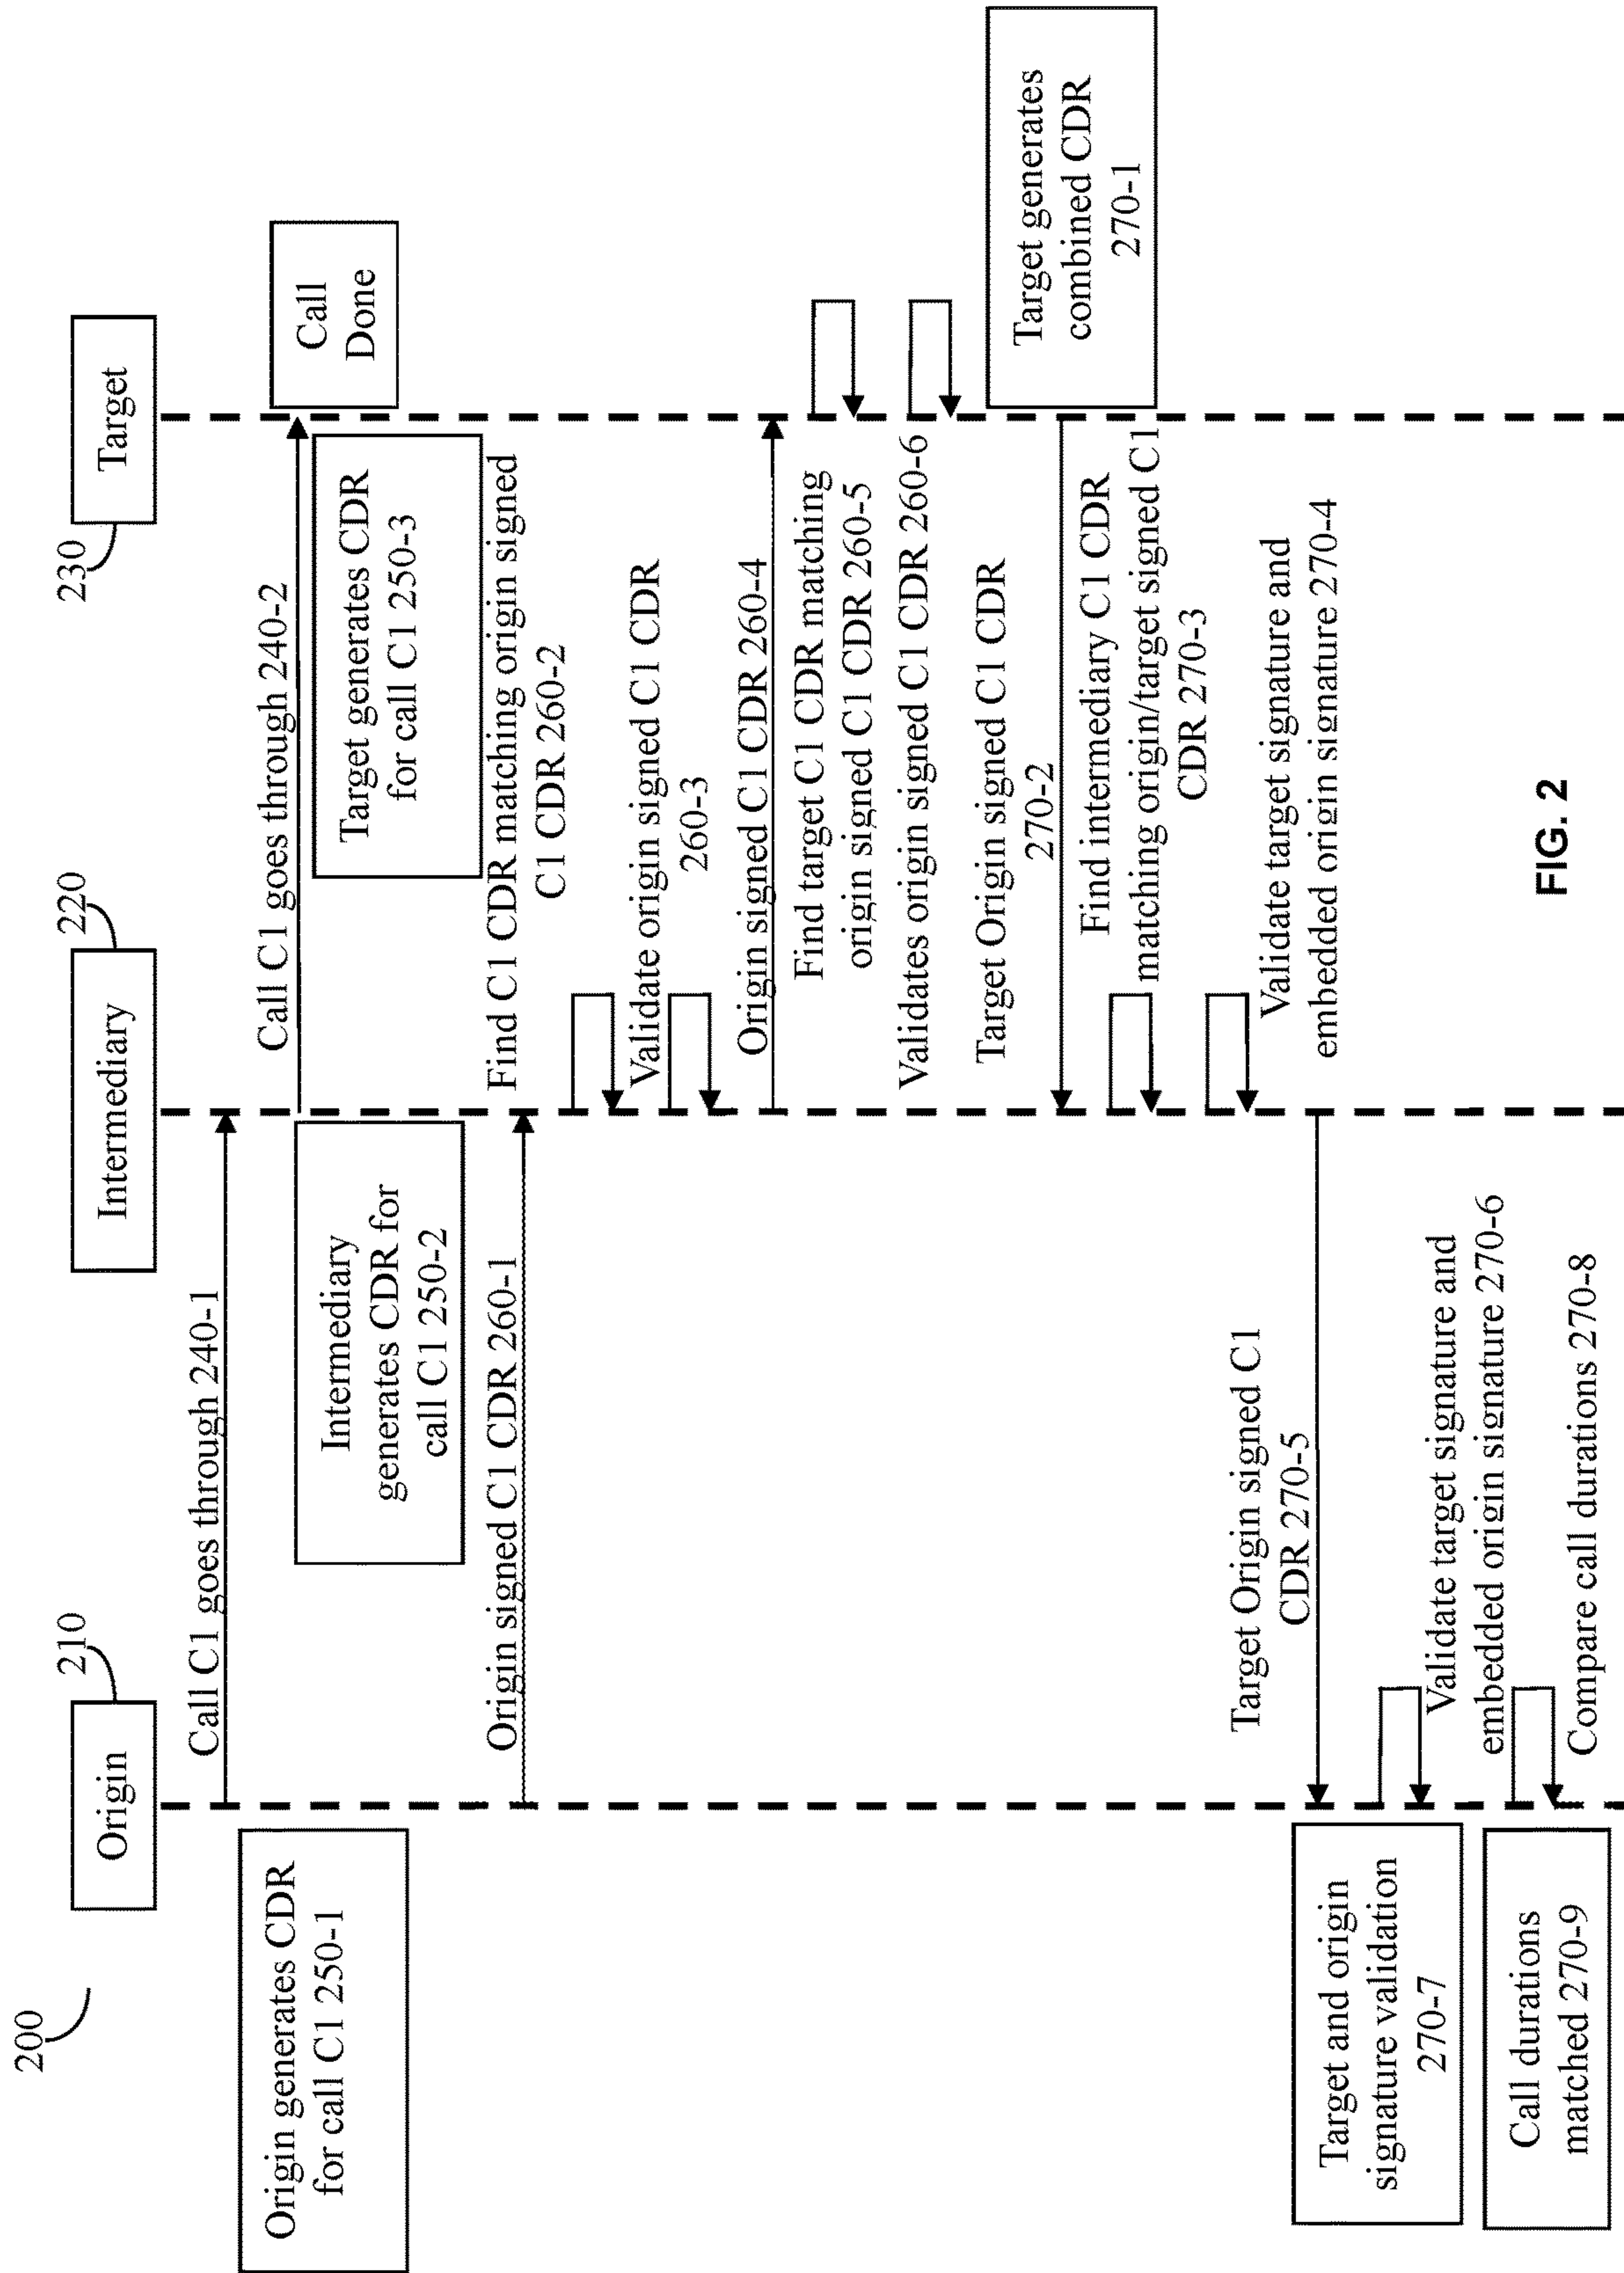 200
210
220
230
Origin
Intermediary
Target
Call C1 goes through 240-1
Origin generates CDR
for call C1 250-1
Call C1 goes through 240-2
Call
Done
Intermediary
generates CDR for
call C1 250-2
Target generates CDR
for call C1 250-3
Origin signed C1 CDR 260-1
Find C1 CDR matching origin signed
C1 CDR 260-2
Validate origin signed C1 CDR
260-3
Origin signed C1 CDR 260-4
Find target C1 CDR matching
origin signed C1 CDR 260-5
Validates origin signed C1 CDR 260-6
Target generates
combined CDR
270-1
Target Origin signed C1 CDR
270-2
Find intermediary C1 CDR
matching origin/target signed C1
CDR 270-3
Validate target signature and
embedded origin signature 270-4
Target Origin signed C1
CDR 270-5
Validate target signature and
embedded origin signature 270-6
Target and origin
signature validation
270-7
Compare call durations 270-8
Call durations
matched 270-9
FIG. 2